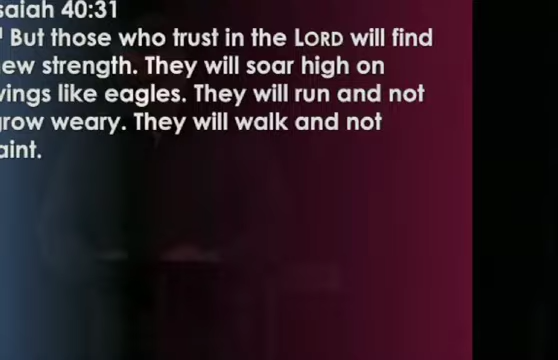 saiah 40:31
But those who trust in the LORD will find
ew strength. They will soar high on
wings like eagles. They will run and not
grow weary. They will walk and not
aint.